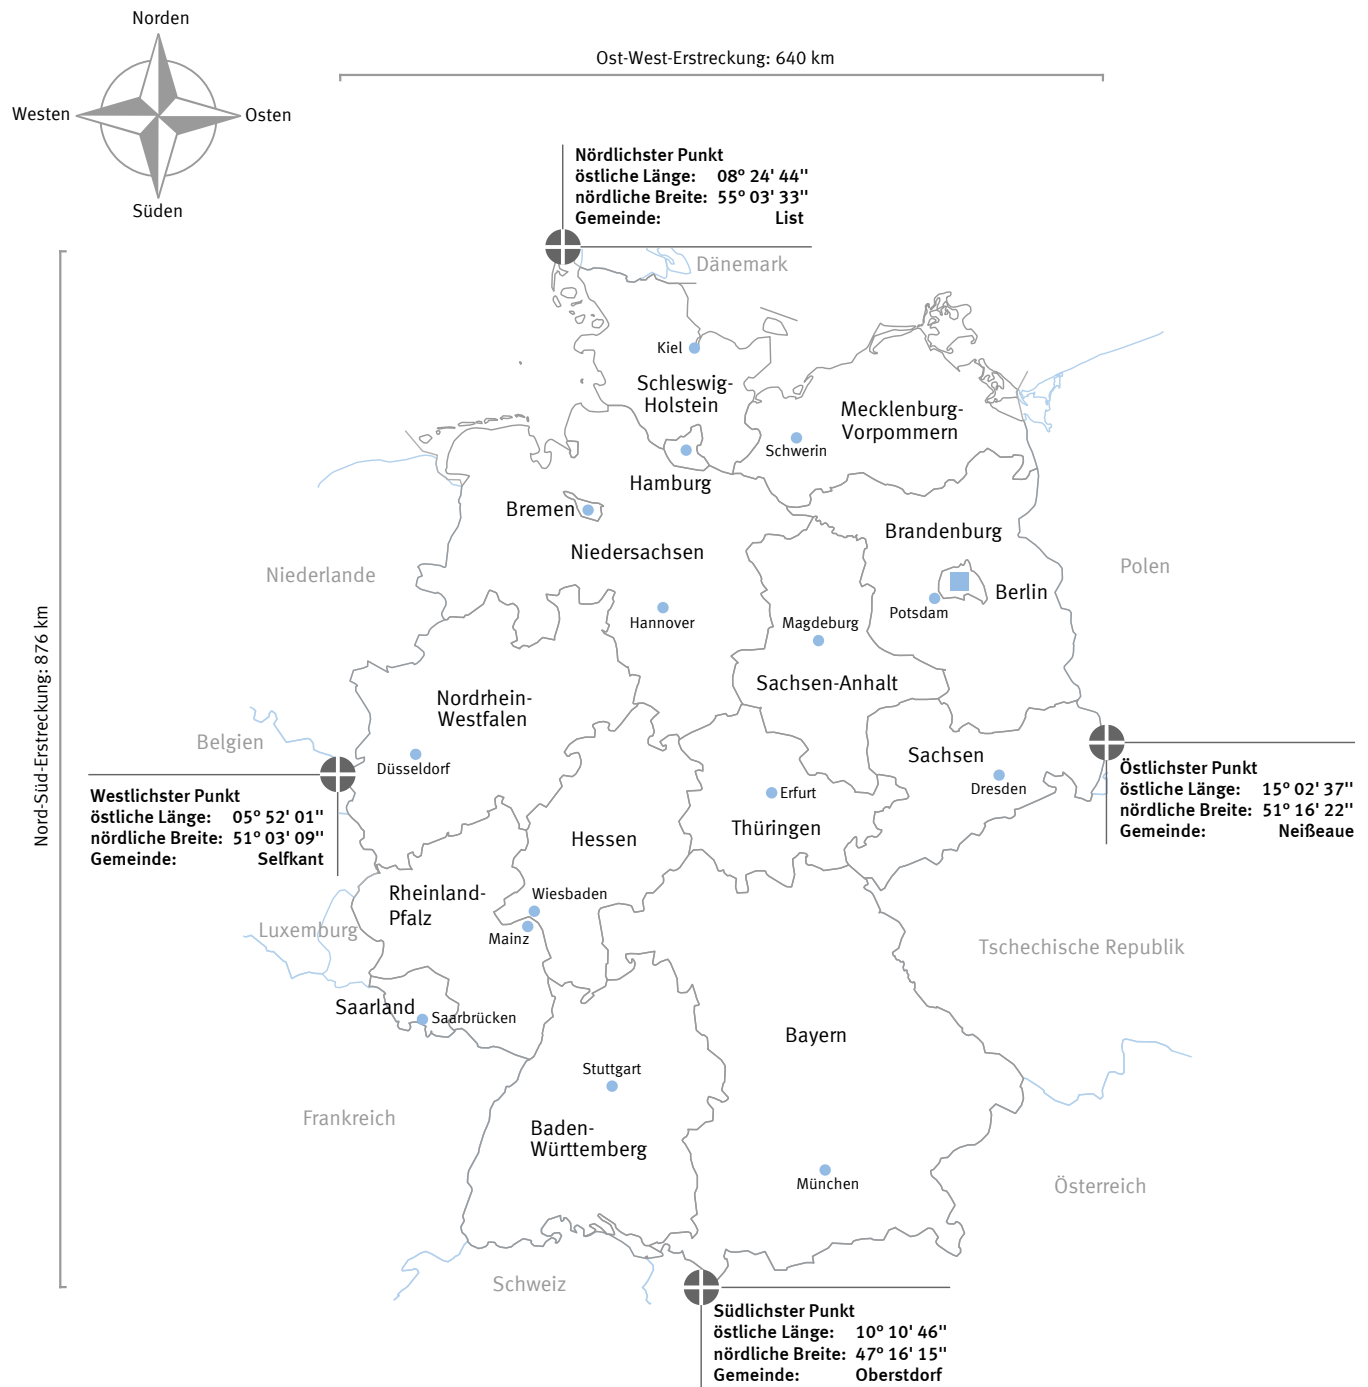 Norden
Westen
Osten
Süden
Ost-West-Erstreckung: 640 km
Nördlichster Punkt
östliche Länge: 08° 24' 44"
nördliche Breite: 55° 03' 33"
Gemeinde: List
Dänemark
Kiel
Schleswig-
Holstein
Mecklenburg-
Vorpommern
Schwerin
Hamburg
Bremen
Brandenburg
Niedersachsen
Niederlande
Polen
Berlin
Potsdam
Hannover
Magdeburg
Nord-Süd-Erstreckung: 876 km
Sachsen-Anhalt
Nordrhein-
Westfalen
Belgien
Düsseldorf
Sachsen
Dresden
Östlichster Punkt
östliche Länge: 15° 02' 37"
nördliche Breite: 51° 16' 22"
Gemeinde: Neißeaue
Westlichster Punkt
östliche Länge: 05° 52' 01"
nördliche Breite: 51° 03' 09"
Gemeinde: Selfkant
Erfurt
Thüringen
Hessen
Rheinland-
Pfalz
Wiesbaden
Mainz
Luxemburg
Tschechische Republik
Saarland
Saarbrücken
Bayern
Stuttgart
Frankreich
Baden-
Württemberg
München
Österreich
Schweiz
Südlichster Punkt
östliche Länge: 10° 10' 46"
nördliche Breite: 47° 16' 15"
Gemeinde: Oberstdorf